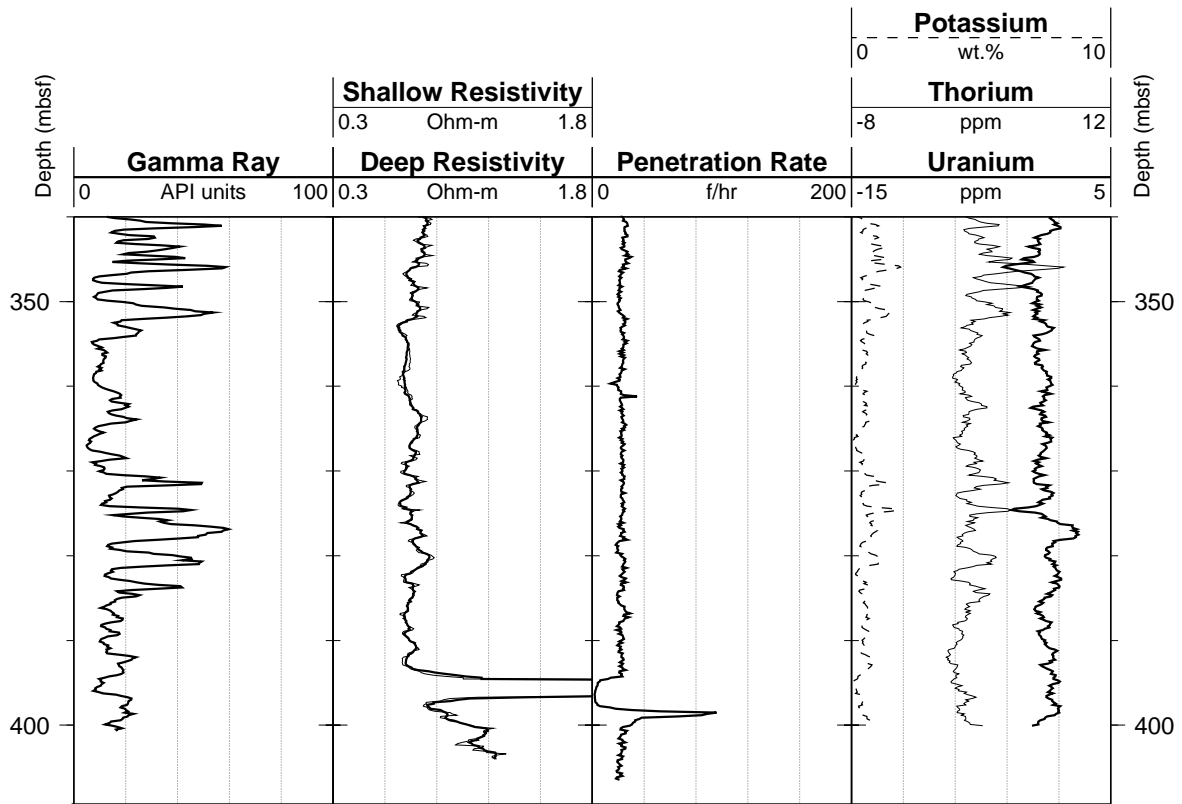 Potassium
0 wt.% 10
Shallow Resistivity
Thorium
0.3 Ohm-m 1.8
-8 ppm 12
Depth (mbsf)
Gamma Ray
Deep Resistivity
Penetration Rate
Uranium
Depth (mbsf)
0 API units 100
0.3 Ohm-m 1.8
0 f/hr 200
-15 ppm 5
350
350
400
400